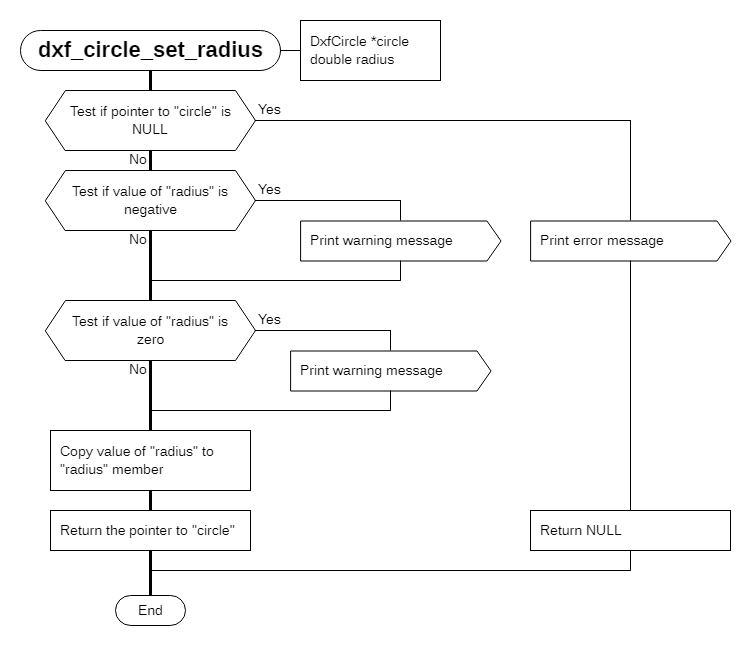 dxf_circle_set_radius
DxfCircle *circle
double radius
Test if pointer to "circle" is
NULL
Yes
No
Test if value of "radius" is
negative
Yes
No
Print warning message
Print error message
Test if value of "radius" is
zero
Yes
No
Print warning message
Copy value of "radius" to
"radius" member
Return the pointer to "circle"
Return NULL
End